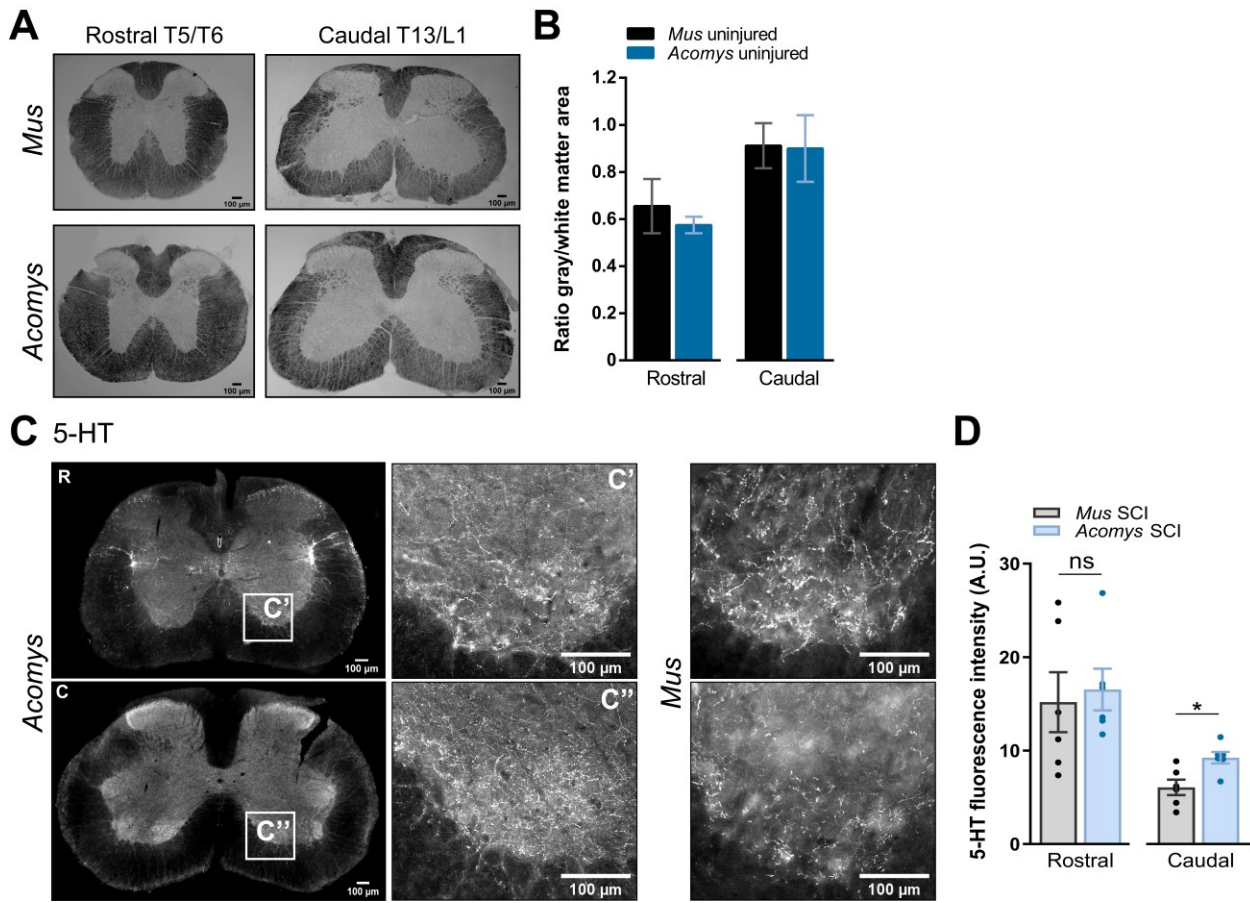 A
Rostral T5/T6
Caudal T13/L1
Mus
100 µm
100 µm
Acomys
100 µm
100 µm
B
Mus uninjured
Acomys uninjured
Ratio gray/white matter area
1.2
1.0
0.8
0.6
0.4
0.2
0
Rostral
Caudal
C 5-HT
Acomys
R
C'
100 µm
C'
100 µm
C
C''
100 µm
C''
100 µm
Mus
100 µm
100 µm
D
Mus SCI
Acomys SCI
5-HT fluorescence intensity (A.U.)
30
20
10
0
ns
*
Rostral
Caudal